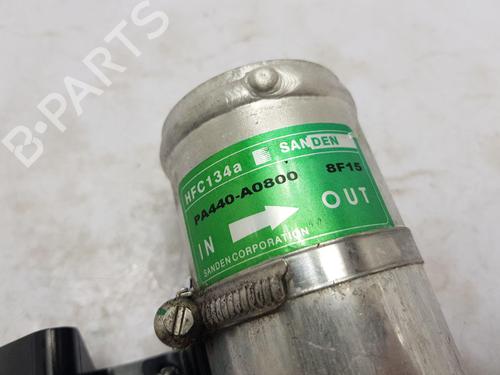 B-PARTS
HFC134a SANDEN
PA440-A0800 8F15
IN OUT
SANDEN CORPORATION